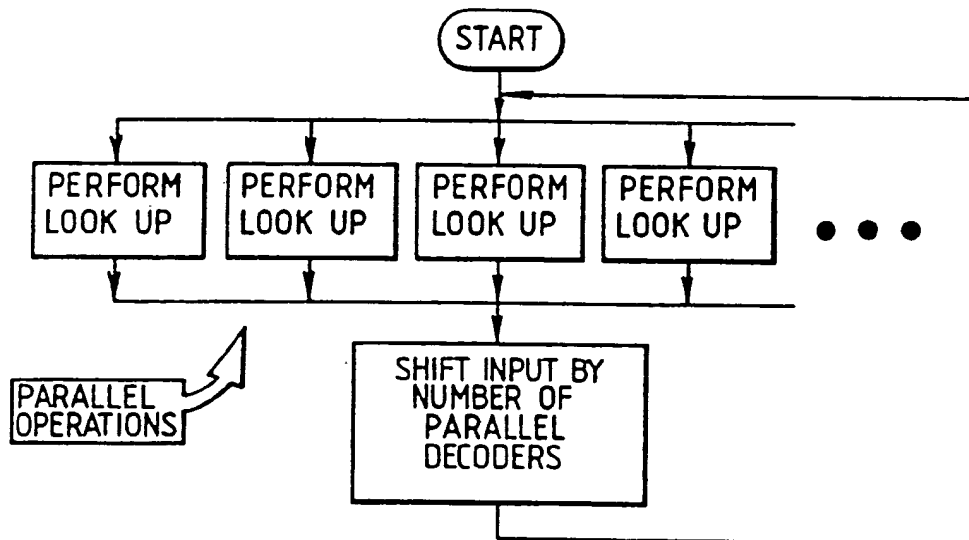 START
PERFORM
LOOK UP
PERFORM
LOOK UP
PERFORM
LOOK UP
PERFORM
LOOK UP
PARALLEL
OPERATIONS
SHIFT INPUT BY
NUMBER OF
PARALLEL
DECODERS